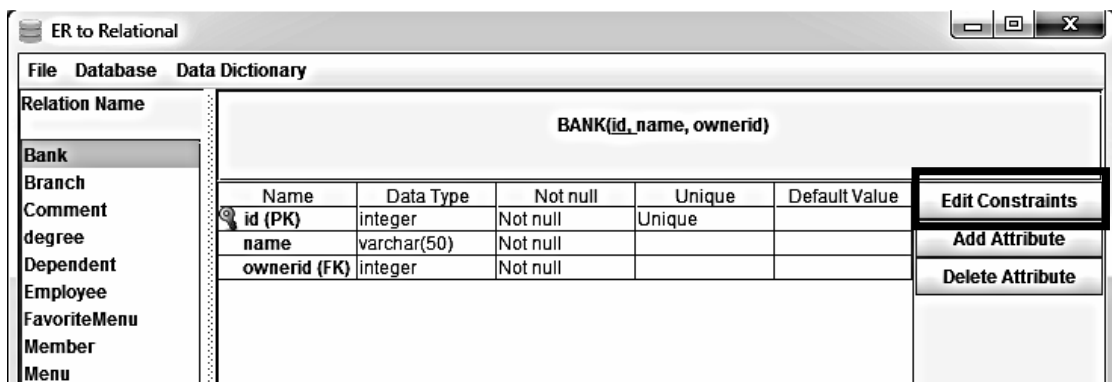 ER to Relational
File Database Data Dictionary
Relation Name
Bank
Branch
Comment
degree
Dependent
Employee
FavoriteMenu
Member
Menu
BANK(id, name, ownerid)
Name Data Type Not null Unique Default Value
id (PK) integer Not null Unique
name varchar(50) Not null
ownerid (FK) integer Not null
Edit Constraints
Add Attribute
Delete Attribute